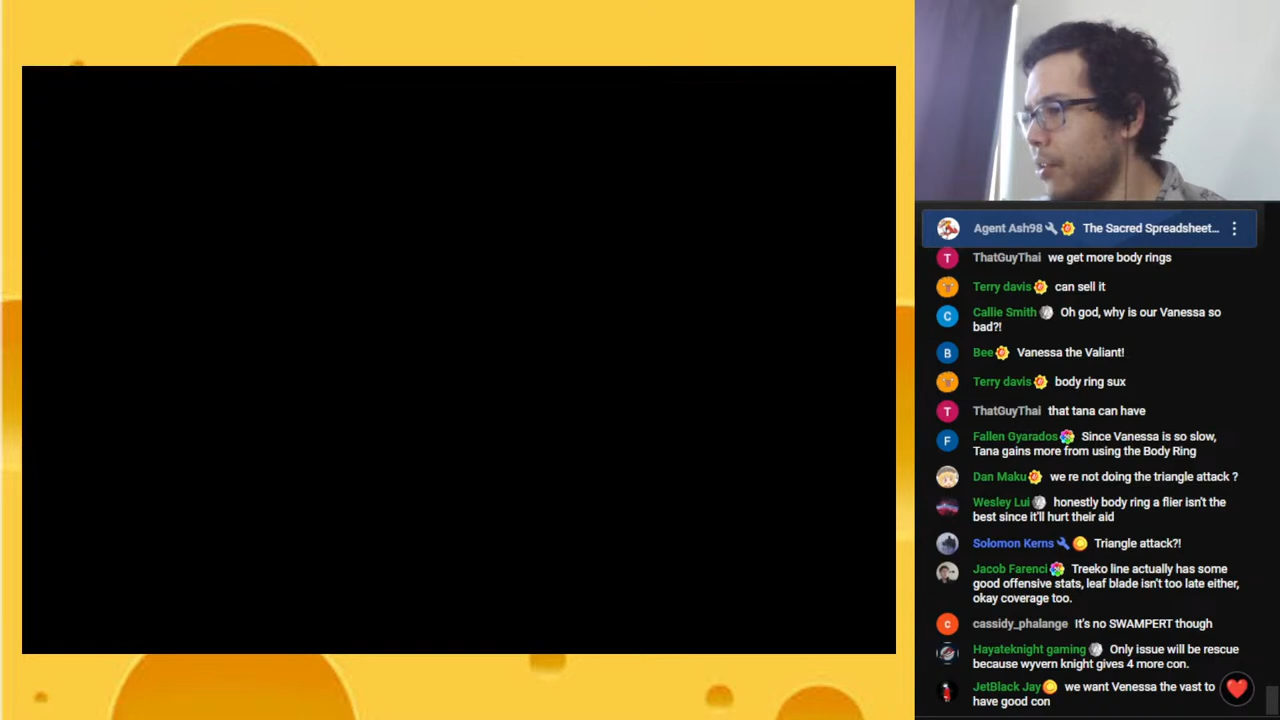 Agent Ash98 The Sacred Spreadsheet...
T ThatGuyThai we get more body rings
Terry davis can sell it
C Callie Smith Oh god, why is our Vanessa so
bad?!
B Bee Vanessa the Valiant!
Terry davis body ring sux
T ThatGuyThai that tana can have
F Fallen Gyarados Since Vanessa is so slow,
Tana gains more from using the Body Ring
Dan Maku we re not doing the triangle attack ?
Wesley Lui honestly body ring a flier isn't the
best since it'll hurt their aid
Solomon Kerns Triangle attack?!
Jacob Farenci Treeko line actually has some
good offensive stats, leaf blade isn't too late either,
okay coverage too.
c cassidy_phalange It's no SWAMPERT though
Hayateknight gaming Only issue will be rescue
because wyvern knight gives 4 more con.
JetBlack Jay we want Venessa the vast to
have good con